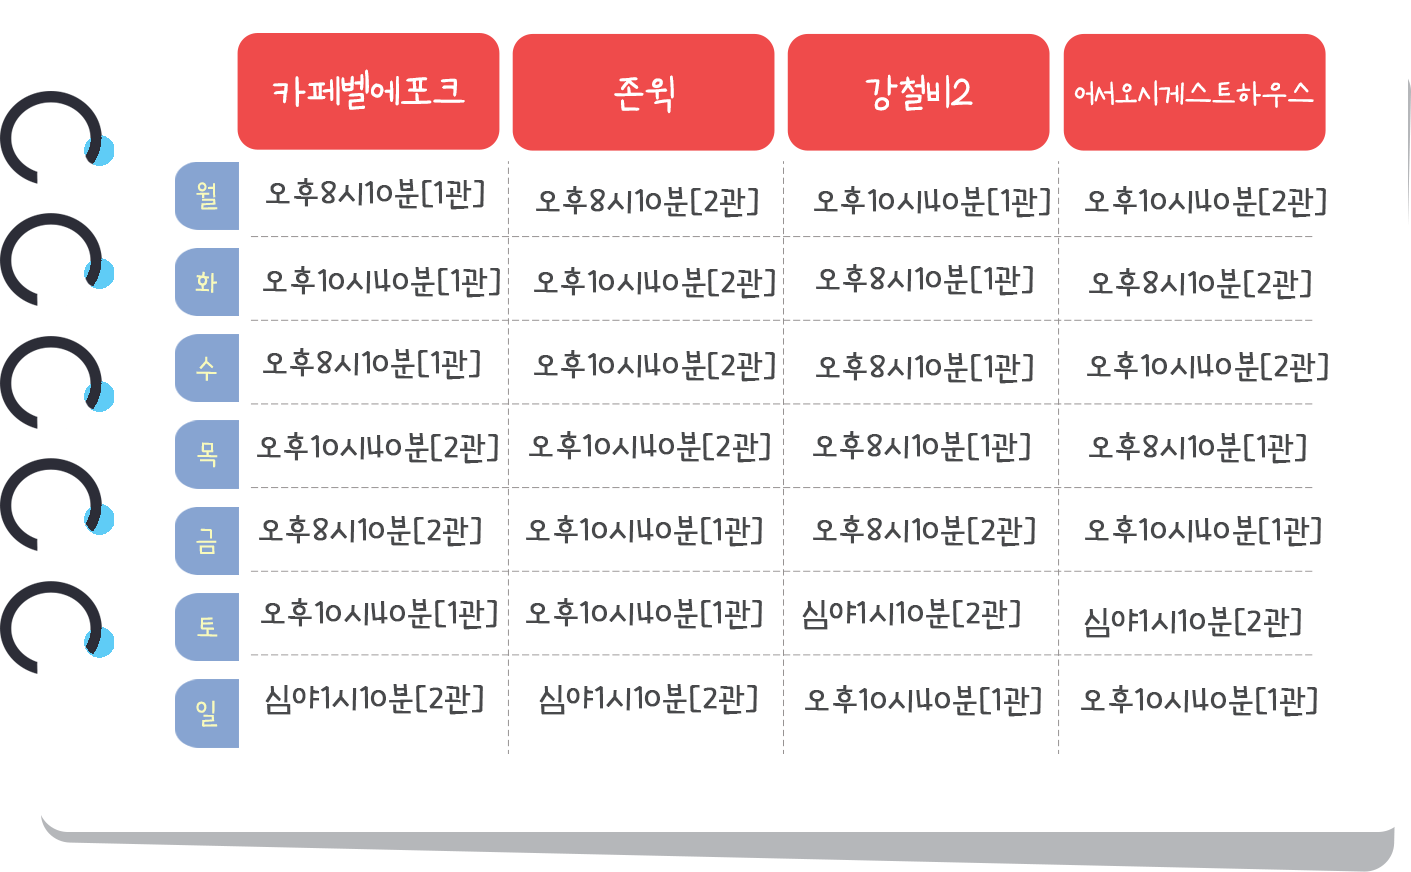 카페벨에포크 존윅 강철비2 어서오시게스트하우스
월 오후8시10분[1관] 오후8시10분[2관] 오후10시40분[1관] 오후10시40분[2관]
화 오후10시40분[1관] 오후10시40분[2관] 오후8시10분[1관] 오후8시10분[2관]
수 오후8시10분[1관] 오후10시40분[2관] 오후8시10분[1관] 오후10시40분[2관]
목 오후10시40분[2관] 오후10시40분[2관] 오후8시10분[1관] 오후8시10분[1관]
금 오후8시10분[2관] 오후10시40분[1관] 오후8시10분[2관] 오후10시40분[1관]
토 오후10시40분[1관] 오후10시40분[1관] 심야1시10분[2관] 심야1시10분[2관]
일 심야1시10분[2관] 심야1시10분[2관] 오후10시40분[1관] 오후10시40분[1관]